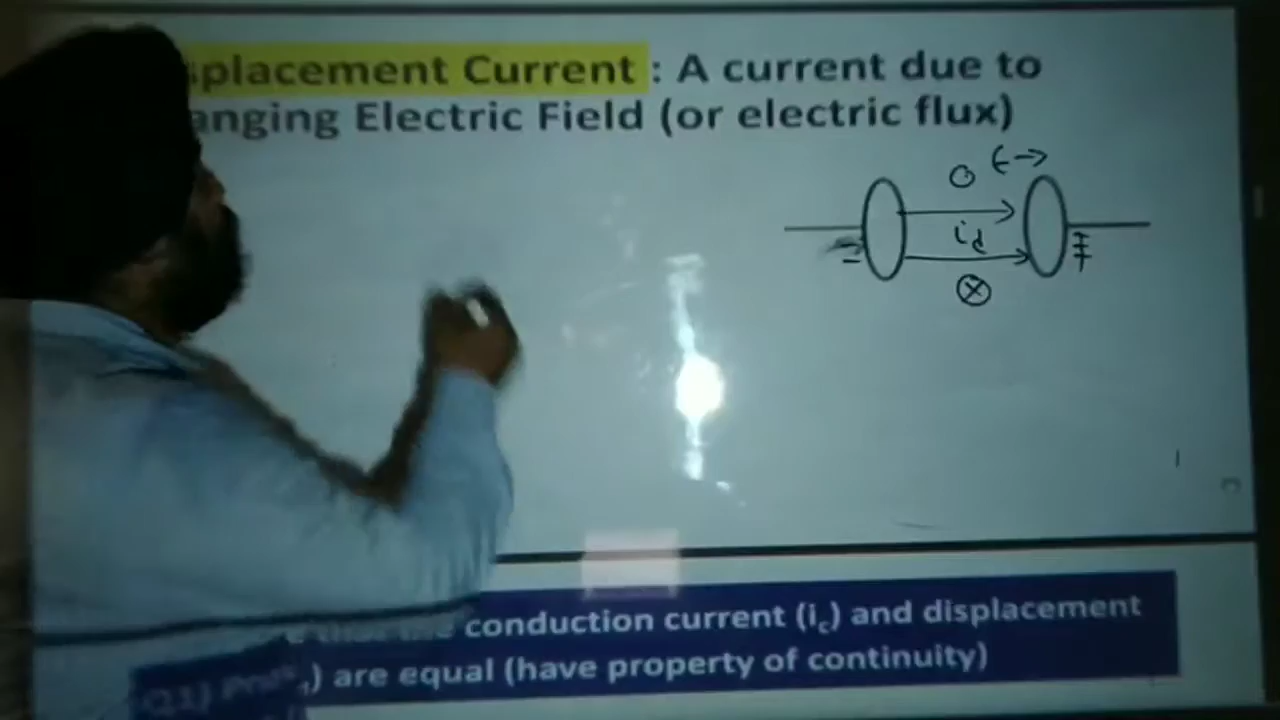 splacement Current : A current due to
anging Electric Field (or electric flux)
E→
i_d
conduction current (i_c) and displacement
Q1)
) are equal (have property of continuity)